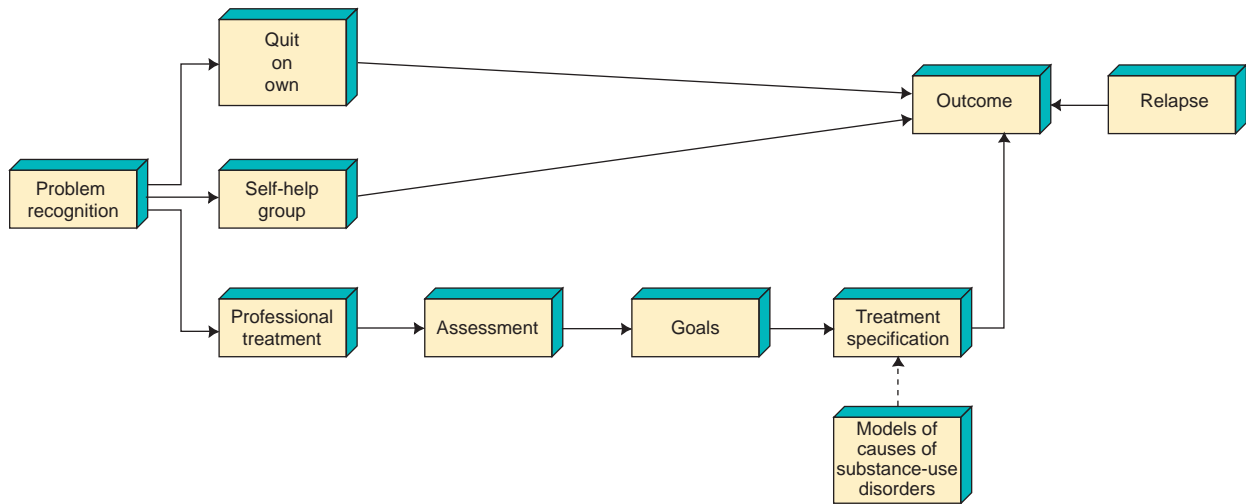 Quit
on
own
Outcome
Relapse
Problem
recognition
Self-help
group
Professional
treatment
Assessment
Goals
Treatment
specification
Models of
causes of
substance-use
disorders